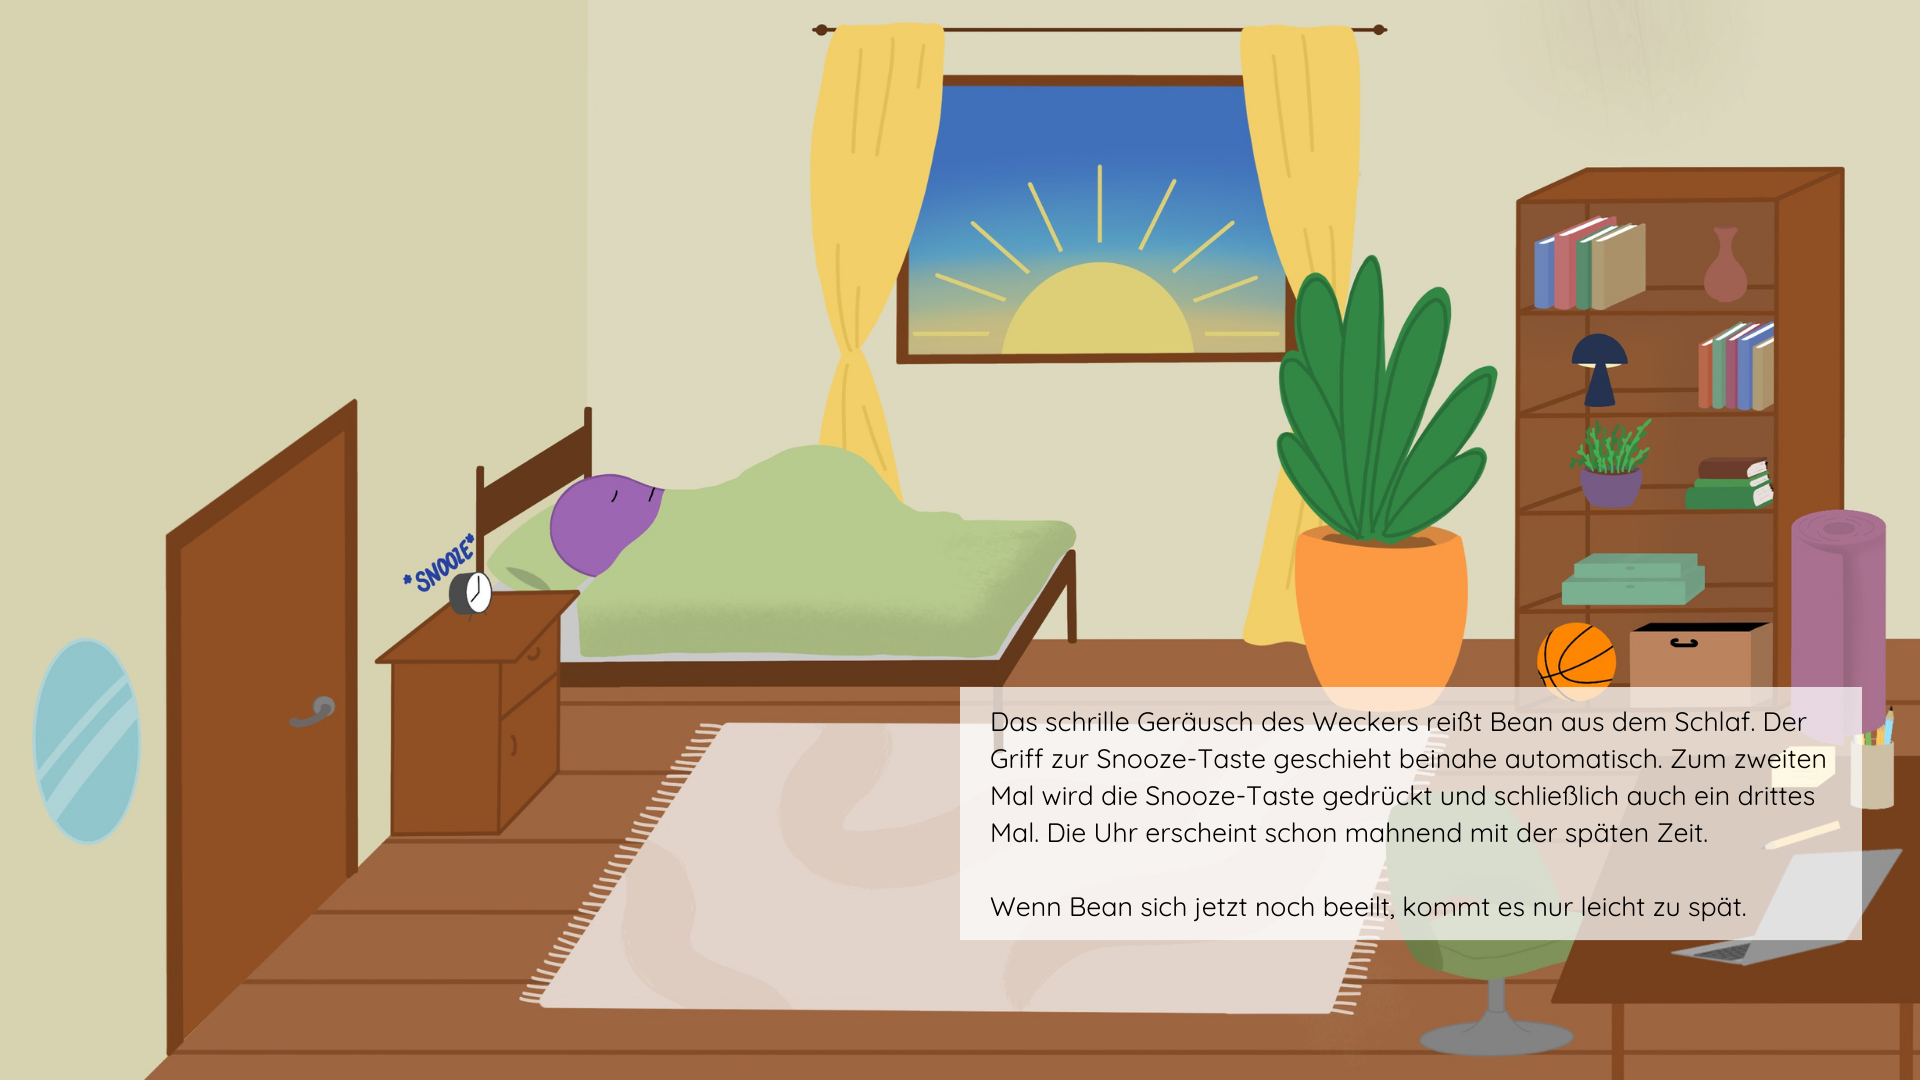 *SNOOZE*
Das schrille Geräusch des Weckers reißt Bean aus dem Schlaf. Der
Griff zur Snooze-Taste geschieht beinahe automatisch. Zum zweiten
Mal wird die Snooze-Taste gedrückt und schließlich auch ein drittes
Mal. Die Uhr erscheint schon mahnend mit der späten Zeit.
Wenn Bean sich jetzt noch beeilt, kommt es nur leicht zu spät.